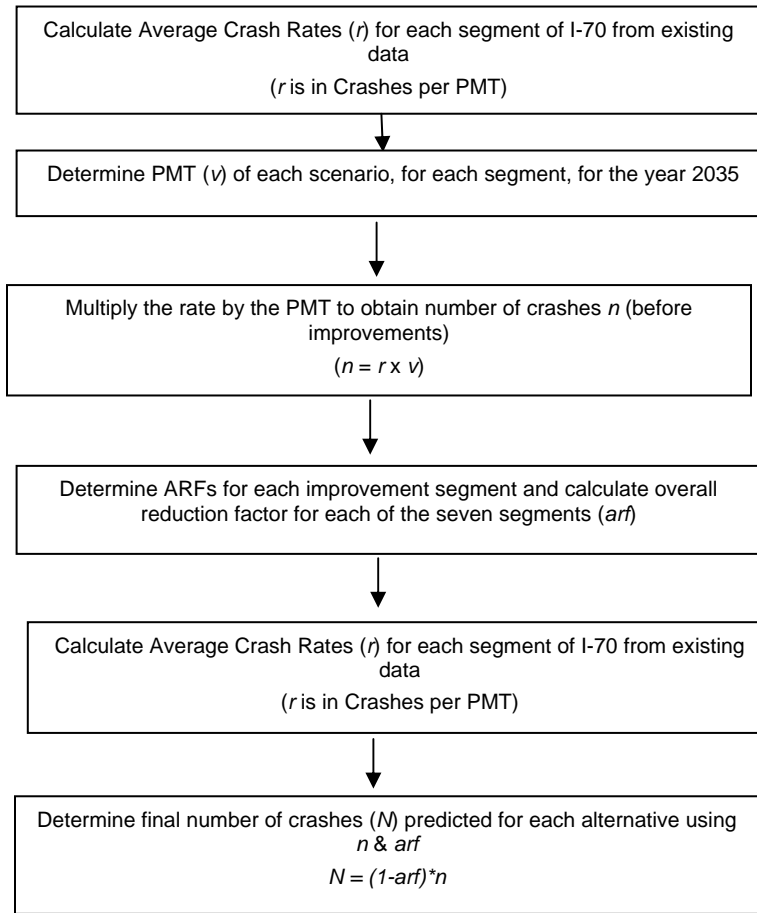 Calculate Average Crash Rates (r) for each segment of I-70 from existing
data
(r is in Crashes per PMT)
Determine PMT (v) of each scenario, for each segment, for the year 2035
Multiply the rate by the PMT to obtain number of crashes n (before
improvements)
(n = r x v)
Determine ARFs for each improvement segment and calculate overall
reduction factor for each of the seven segments (arf)
Calculate Average Crash Rates (r) for each segment of I-70 from existing
data
(r is in Crashes per PMT)
Determine final number of crashes (N) predicted for each alternative using
n & arf
N = (1-arf)*n